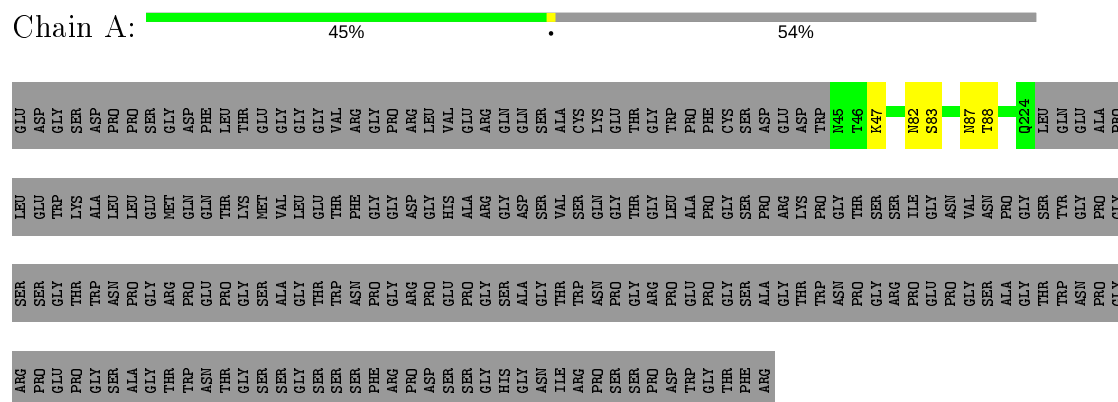 Chain A:
45% • 54%
GLU ASP GLY SER ASP PRO PRO SER GLY ASP PHE LEU THR GLU GLY GLY GLY VAL ARG GLY PRO ARG LEU VAL GLU ARG GLN GLN SER ALA CYS LYS GLU THR GLY TRP PRO PHE CYS SER ASP GLU ASP TRP N45 T46 K47 N82 S83 N87 T88 Q224 LEU GLN GLU ALA PRO
LEU GLU TRP LYS ALA LEU LEU GLU MET GLN GLN THR LYS MET VAL LEU GLU THR PHE GLY GLY ASP GLY HIS ALA ARG GLY ASP SER VAL SER GLN GLY THR GLY LEU ALA PRO GLY SER PRO ARG LYS PRO GLY THR SER SER ILE GLY ASN VAL ASN PRO GLY SER TYR GLY PRO GLY
SER SER GLY THR TRP ASN PRO GLY ARG PRO GLU PRO GLY SER ALA GLY THR TRP ASN PRO GLY ARG PRO GLU PRO GLY SER ALA GLY THR TRP ASN PRO GLY ARG PRO GLU PRO GLY SER ALA GLY THR TRP ASN PRO GLY ARG PRO GLU PRO GLY SER ALA GLY THR TRP ASN PRO GLY
ARG PRO GLU PRO GLY SER ALA GLY THR TRP ASN THR GLY SER SER GLY SER SER SER PHE ARG PRO ASP SER SER GLY HIS GLY ASN ILE ARG PRO SER SER PRO ASP TRP GLY THR PHE ARG